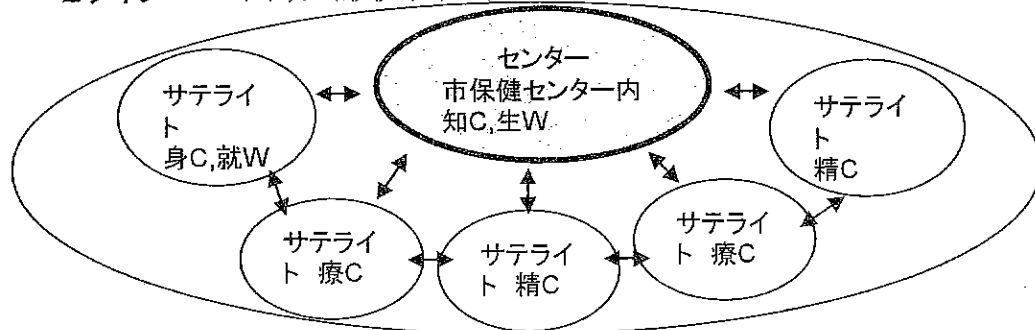 センター
市保健センター内
知C,生W
サテライ
ト
身C,就W
サテライ
ト
精C
サテライ
ト 療C
サテライ
ト 精C
サテライ
ト 療C